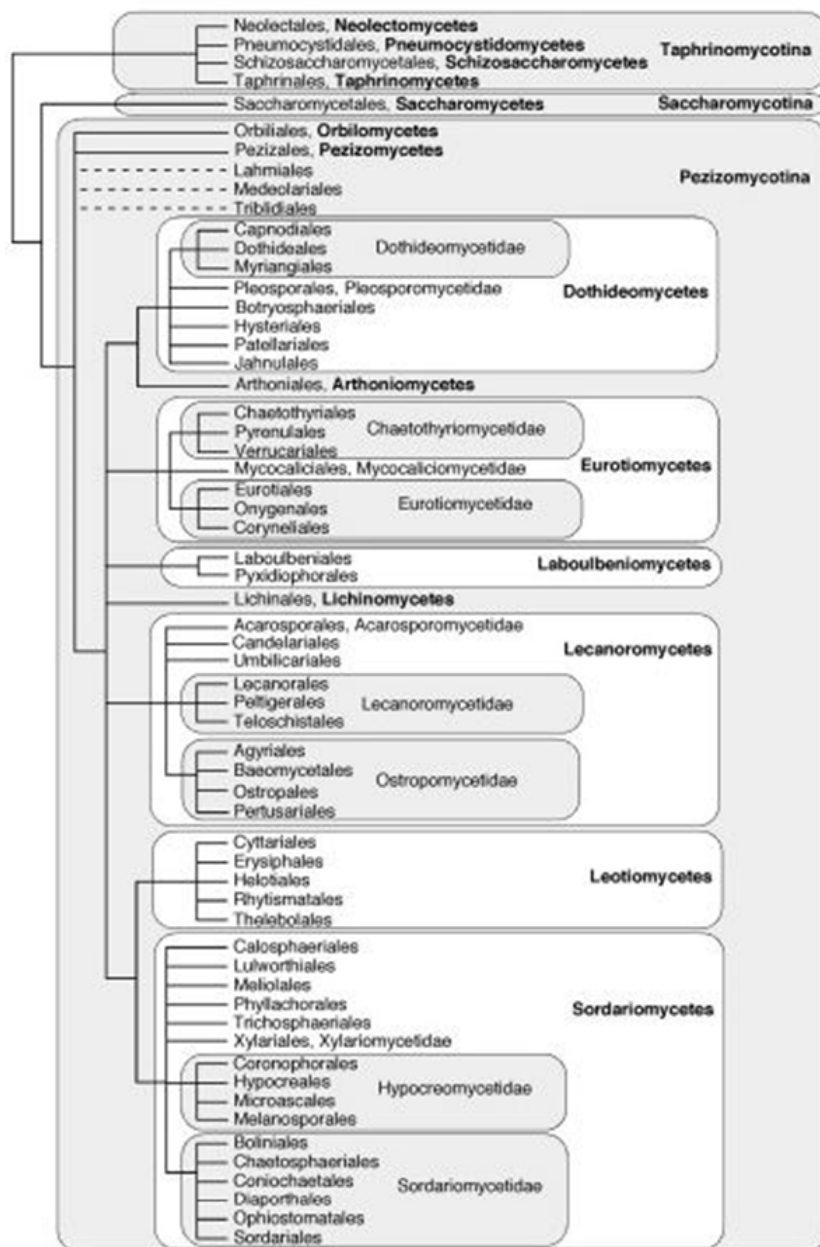 Neolectales, Neolectomycetes
Pneumocystidales, Pneumocystidomycetes
Taphrinomycotina
Schizosaccharomycetales, Schizosaccharomycetes
Taphrinales, Taphrinomycetes
Saccharomycetales, Saccharomycetes
Saccharomycotina
Orbiliales, Orbilomycetes
Pezizales, Pezizomycetes
Lahmiales
Pezizomycotina
Medeolariales
Triblidiales
Capnodiales
Dothideales
Dothideomycetidae
Myriangiales
Pleosporales, Pleosporomycetidae
Dothideomycetes
Botryosphaeriales
Hysteriales
Patellariales
Jahnulales
Arthoniales, Arthoniomycetes
Chaetothyriales
Chaetothyriomycetidae
Pyrenulales
Verrucariales
Eurotiomycetes
Mycocaliciales, Mycocaliciomycetidae
Eurotiales
Eurotiomycetidae
Onygenales
Coryneliales
Laboulbeniales
Laboulbeniomycetes
Pyxidiophorales
Lichinales, Lichinomycetes
Acarosporales, Acarosporomycetidae
Candelariales
Lecanoromycetes
Umbilicariales
Lecanorales
Peltigerales
Lecanoromycetidae
Teloschistales
Agyriales
Baeomycetales
Ostropomycetidae
Ostropales
Pertusariales
Cyttariales
Erysiphales
Helotiales
Leotiomycetes
Rhytismatales
Thelebolales
Calosphaeriales
Lulworthiales
Meliolales
Phyllachorales
Sordariomycetes
Trichosphaeriales
Xylariales, Xylariomycetidae
Coronophorales
Hypocreales
Hypocreomycetidae
Microascales
Melanosporales
Boliniales
Chaetosphaeriales
Coniochaetales
Sordariomycetidae
Diaporthales
Ophiostomatales
Sordariales